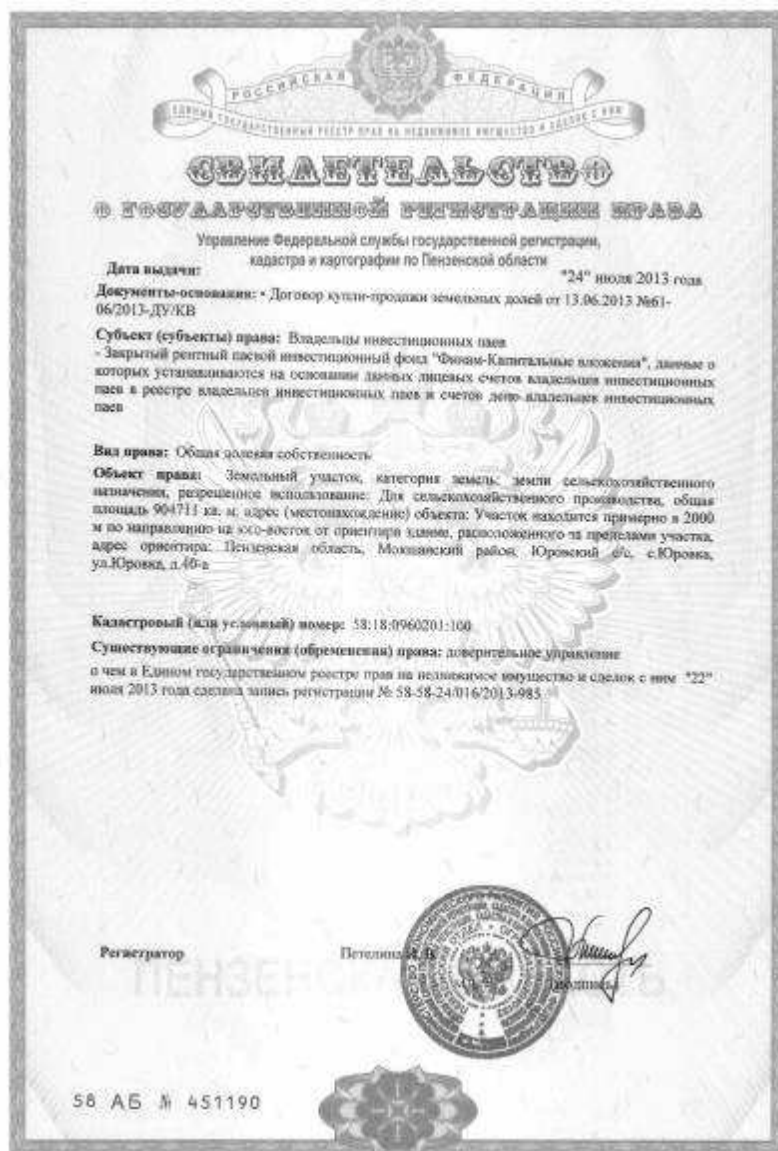 РОССИЙСКАЯ ФЕДЕРАЦИЯ
ЕДИНЫЙ ГОСУДАРСТВЕННЫЙ РЕЕСТР ПРАВ НА НЕДВИЖИМОЕ ИМУЩЕСТВО И СДЕЛОК С НИМ
СВИДЕТЕЛЬСТВО
О ГОСУДАРСТВЕННОЙ РЕГИСТРАЦИИ ПРАВА
Управление Федеральной службы государственной регистрации,
кадастра и картографии по Пензенской области
Дата выдачи: "24" июля 2013 года
Документы-основания: • Договор купли-продажи земельных долей от 13.06.2013 №61-
06/2013-ДУ/КВ
Субъект (субъекты) права: Владельцы инвестиционных паев
- Закрытый рентный паевой инвестиционный фонд "Финам-Капитальные вложения", данные о
которых устанавливаются на основании данных лицевых счетов владельцев инвестиционных
паев в реестре владельцев инвестиционных паев и счетов депо владельцев инвестиционных
паев
Вид права: Общая долевая собственность
Объект права: Земельный участок, категория земель: земли сельскохозяйственного
назначения, разрешенное использование: Для сельскохозяйственного производства, общая
площадь 904711 кв. м, адрес (местонахождение) объекта: Участок находится примерно в 2000
м по направлению на юго-восток от ориентира здание, расположенного за пределами участка,
адрес ориентира: Пензенская область, Мокшанский район, Юровский с/с, с.Юровка,
ул.Юровка, д.40-а
Кадастровый (или условный) номер: 58:18:0960201:100
Существующие ограничения (обременения) права: доверительное управление
о чем в Едином государственном реестре прав на недвижимое имущество и сделок с ним "22"
июля 2013 года сделана запись регистрации № 58-58-24/016/2013-985
Регистратор Петелина
(подпись)
58 АБ № 451190